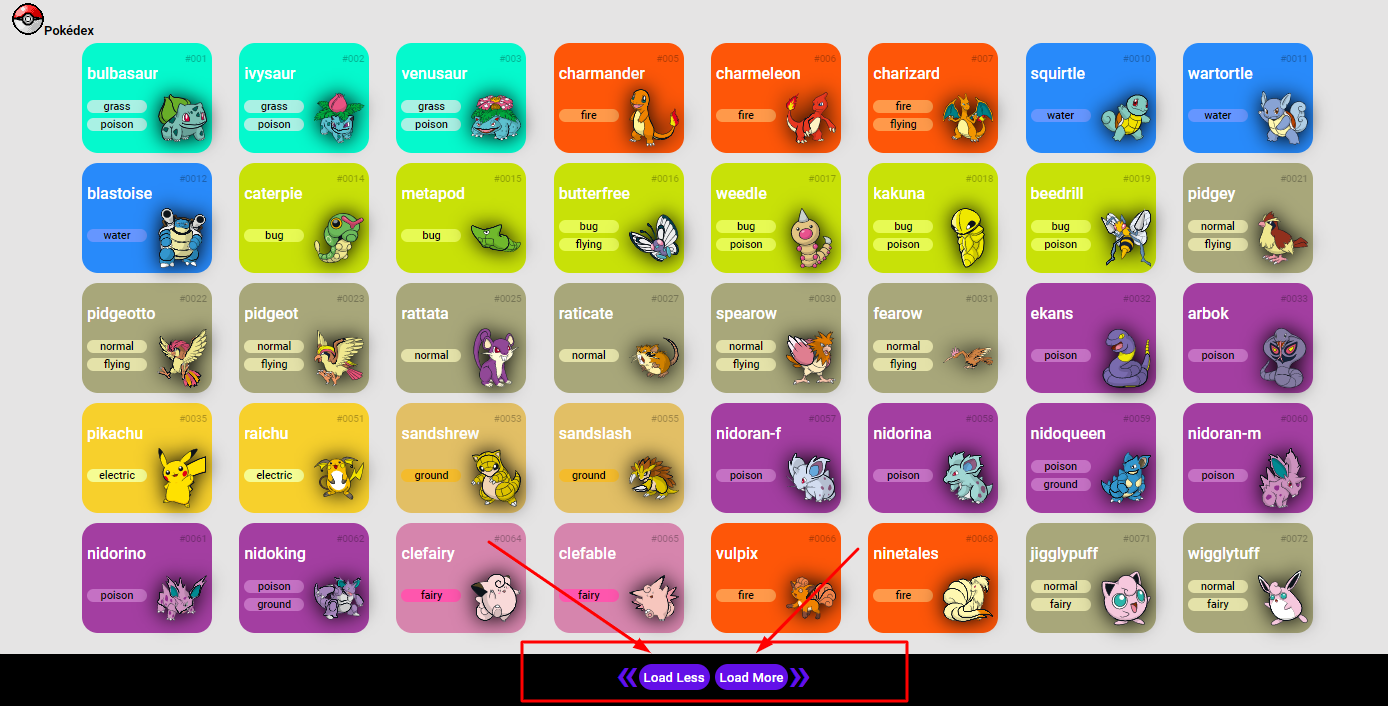 Pokédex
#001 #002 #003 #005 #006 #007 #0010 #0011
bulbasaur ivysaur venusaur charmander charmeleon charizard squirtle wartortle
grass grass grass fire fire fire water water
poison poison poison flying
#0012 #0014 #0015 #0016 #0017 #0018 #0019 #0021
blastoise caterpie metapod butterfree weedle kakuna beedrill pidgey
water bug bug bug bug bug bug normal
flying poison poison poison flying
#0022 #0023 #0025 #0027 #0030 #0031 #0032 #0033
pidgeotto pidgeot rattata raticate spearow fearow ekans arbok
normal normal normal normal normal normal poison poison
flying flying flying flying
#0035 #0051 #0053 #0055 #0057 #0058 #0059 #0060
pikachu raichu sandshrew sandslash nidoran-f nidorina nidoqueen nidoran-m
electric electric ground ground poison poison poison poison
ground
#0061 #0062 #0064 #0065 #0066 #0068 #0071 #0072
nidorino nidoking clefairy clefable vulpix ninetales jigglypuff wigglytuff
poison poison fairy fairy fire fire normal normal
ground fairy fairy
Load Less Load More